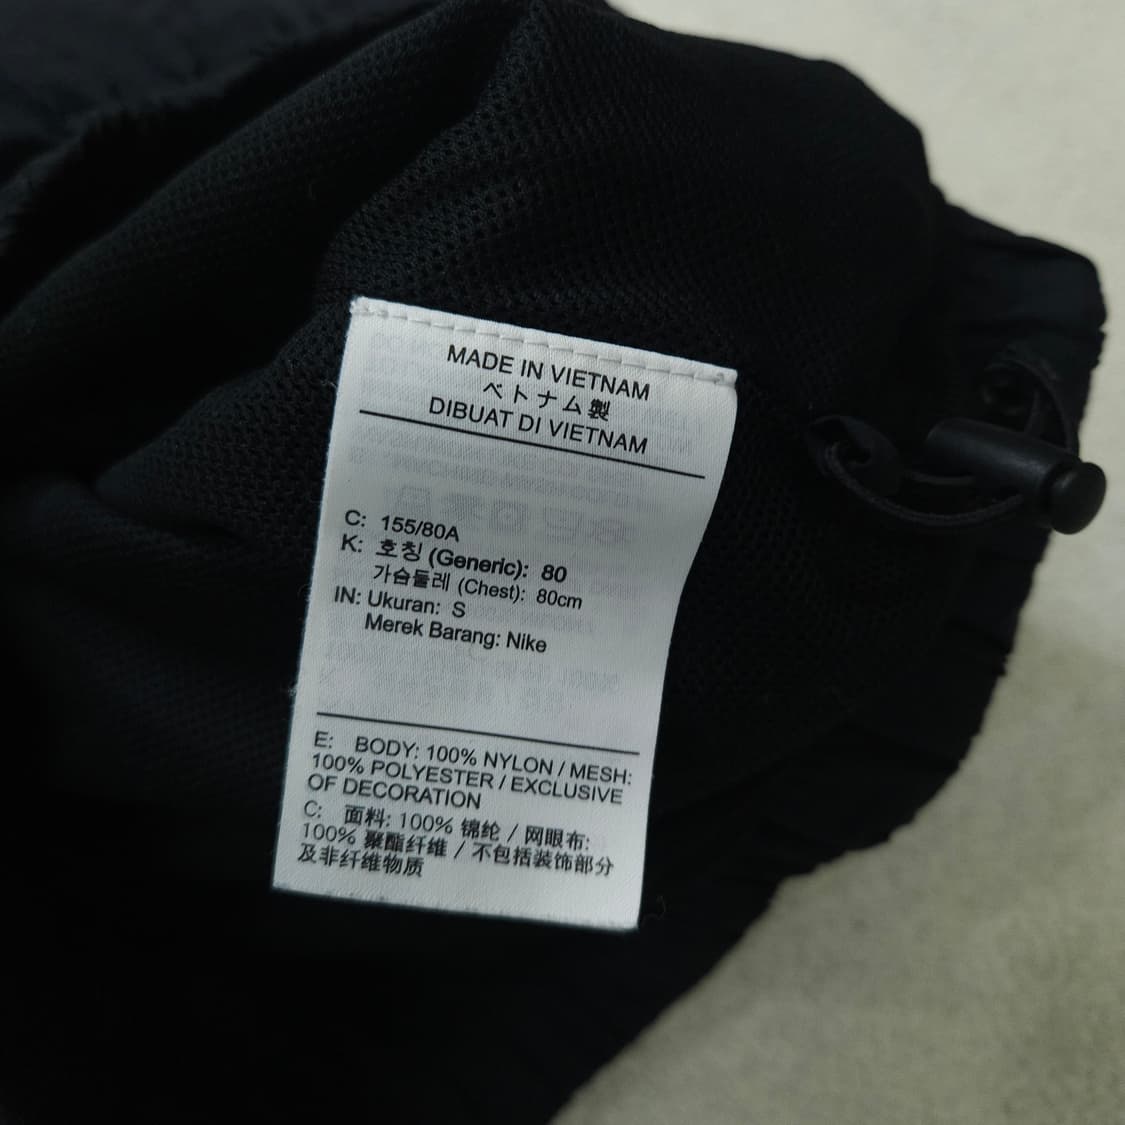 MADE IN VIETNAM
ベトナム製
DIBUAT DI VIETNAM
C: 155/80A
K: 호칭 (Generic): 80
가슴둘레 (Chest): 80cm
IN: Ukuran: S
Merek Barang: Nike
E: BODY: 100% NYLON / MESH:
100% POLYESTER / EXCLUSIVE
OF DECORATION
C: 面料: 100% 锦纶 / 网眼布:
100% 聚酯纤维 / 不包括装饰部分
及非纤维物质